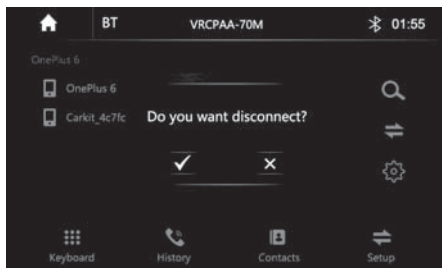 BT
VRCPAA-70M
01:55
OnePlus 6
OnePlus 6
Carkit_4c7fc
Do you want disconnect?
Keyboard
History
Contacts
Setup